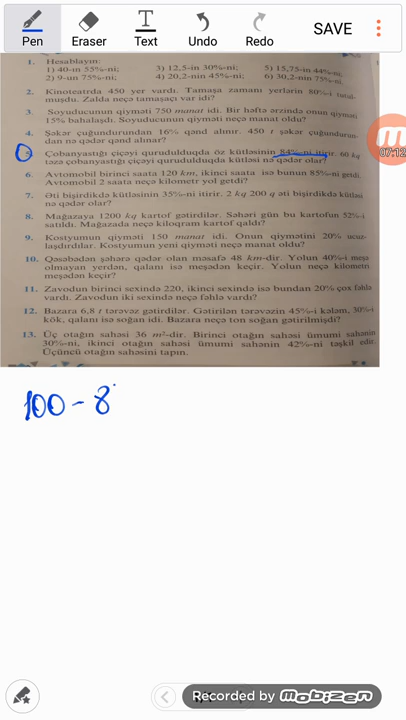 Pen
Eraser
Text
Undo
Redo
SAVE
1. Hesablayın:
1) 40-ın 55%-ni; 3) 12,5-in 30%-ni; 5) 15,75-in 44%-ni;
2) 9-un 75%-ni; 4) 20,2-nin 45%-ni; 6) 30,2-nin 75%-ni.
2. Kinoteatrda 450 yer vardı. Tamaşa zamanı yerlərin 80%-i
muşdu. Zalda neçə tamaşaçı var idi?
3. Soyuducunun qiyməti 750 manat idi. Bir həftə ərzində onun qiyməti
15% bahalaşdı. Soyuducunun qiyməti neçə manat oldu?
4. Şəkər çuğundurundan 16% qənd alınır. 450 t şəkər çuğundurun-
dan nə qədər qənd alınar?
Çobanyastığı çiçəyi qurudulduqda öz kütləsinin 84%-ni itirir. 60 kq
təzə çobanyastığı çiçəyi qurudulduqda kütləsi nə qədər olar?
6. Avtomobil birinci saatda 120 km, ikinci saatda isə bunun 85%-ni getdi.
Avtomobil 2 saata neçə kilometr yol getdi?
7. Əti bişirdikdə kütləsinin 35%-ni itirir. 2 kq 200 q əti bişirdikdə kütləsi
nə qədər olar?
8. Mağazaya 1200 kq kartof gətirdilər. Səhəri gün bu kartofun 52%-i
satıldı. Mağazada neçə kiloqram kartof qaldı?
9. Kostyumun qiyməti 150 manat idi. Onun qiymətini 20% ucuz-
laşdırdılar. Kostyumun yeni qiyməti neçə manat oldu?
10. Qəsəbədən şəhərə qədər olan məsafə 48 km-dir. Yolun 40%-i meşə
olmayan yerdən, qalanı isə meşədən keçir. Yolun neçə kilometri
meşədən keçir?
11. Zavodun birinci sexində 220, ikinci sexində isə bundan 20% çox fəhlə
vardı. Zavodun iki sexində neçə fəhlə vardı?
12. Bazara 6,8 t tərəvəz gətirdilər. Gətirilən tərəvəzin 45%-i kələm, 30%-i
kök, qalanı isə soğan idi. Bazara neçə ton soğan gətirilmişdi?
13. Üç otağın sahəsi 36 m²-dir. Birinci otağın sahəsi ümumi sahənin
30%-ni, ikinci otağın sahəsi ümumi sahənin 42%-ni təşkil edir.
Üçüncü otağın sahəsini tapın.
07:12
100 - 8
Recorded by mobizen